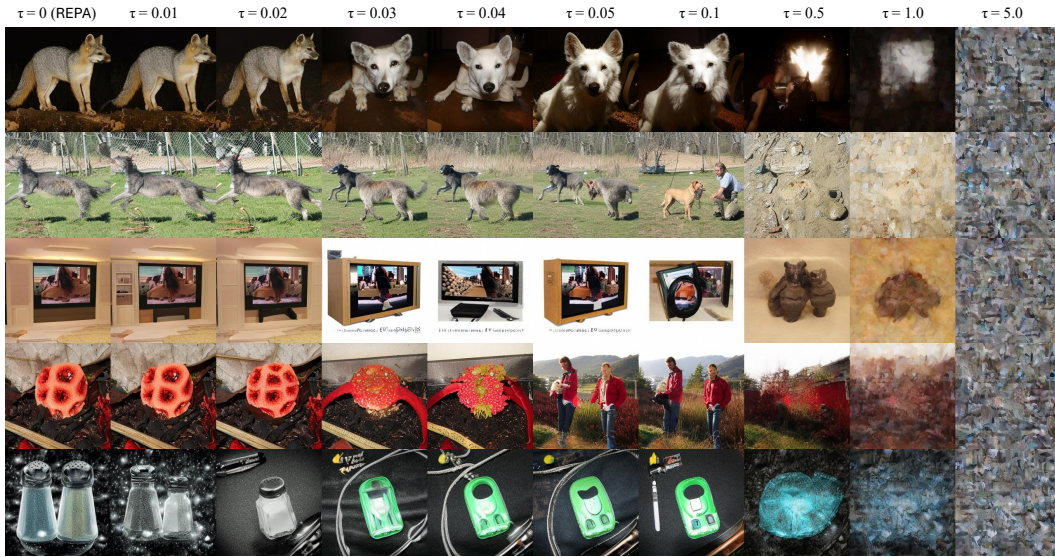 τ = 0 (REPA) τ = 0.01 τ = 0.02 τ = 0.03 τ = 0.04 τ = 0.05 τ = 0.1 τ = 0.5 τ = 1.0 τ = 5.0